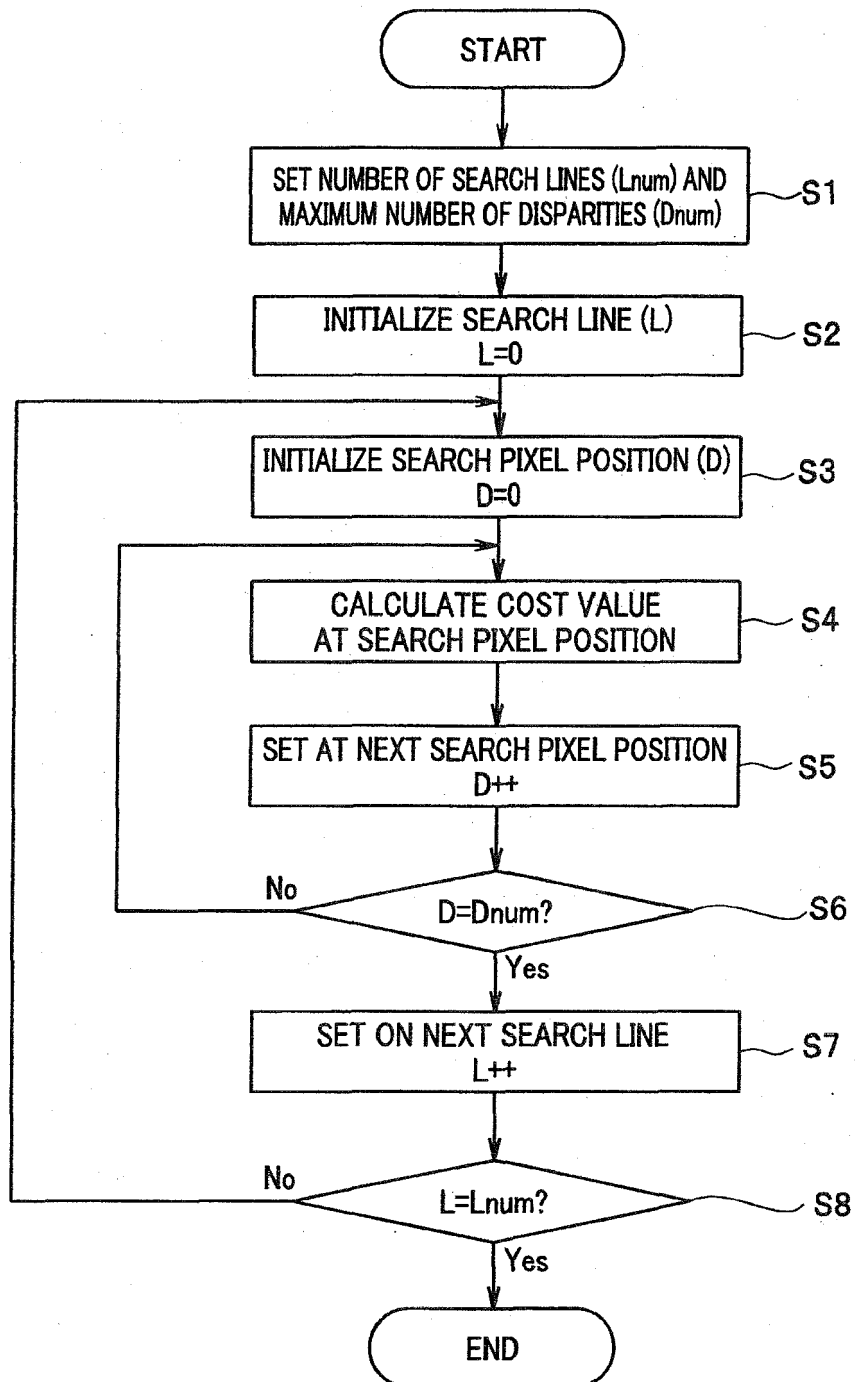 START
SET NUMBER OF SEARCH LINES (Lnum) AND
MAXIMUM NUMBER OF DISPARITIES (Dnum)
S1
INITIALIZE SEARCH LINE (L)
L=0
S2
INITIALIZE SEARCH PIXEL POSITION (D)
D=0
S3
CALCULATE COST VALUE
AT SEARCH PIXEL POSITION
S4
SET AT NEXT SEARCH PIXEL POSITION
D++
S5
No
D=Dnum?
S6
Yes
SET ON NEXT SEARCH LINE
L++
S7
No
L=Lnum?
S8
Yes
END